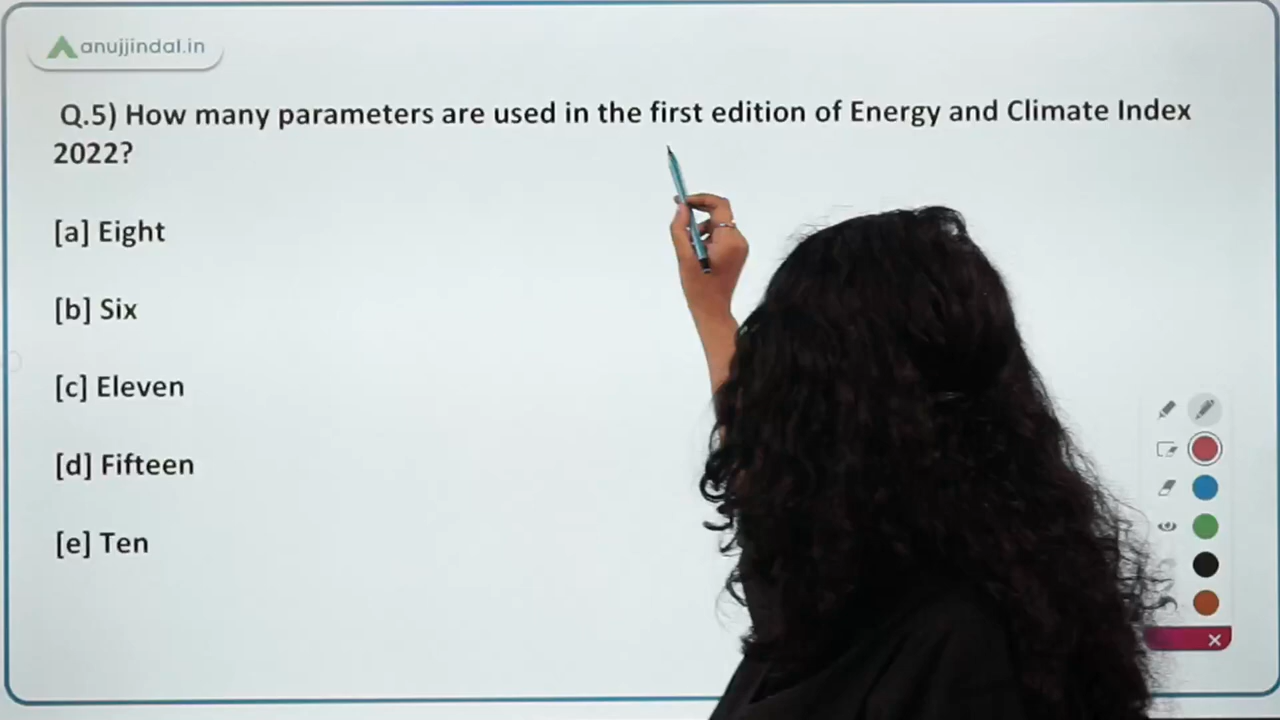 anujjindal.in
Q.5) How many parameters are used in the first edition of Energy and Climate Index
2022?
[a] Eight
[b] Six
[c] Eleven
[d] Fifteen
[e] Ten